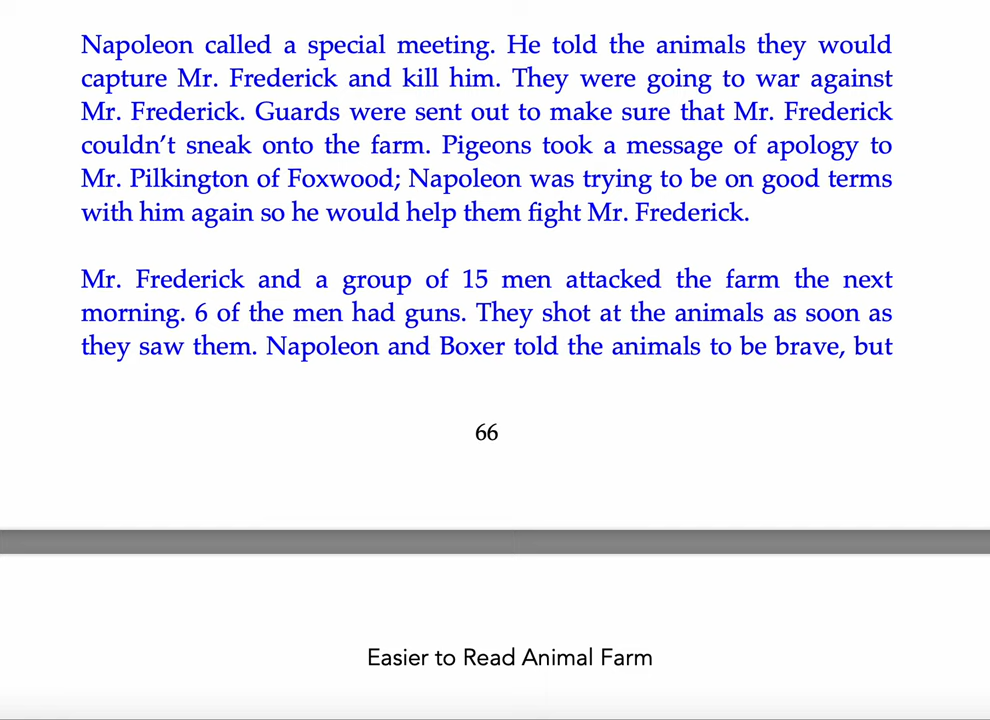 Napoleon called a special meeting. He told the animals they would
capture Mr. Frederick and kill him. They were going to war against
Mr. Frederick. Guards were sent out to make sure that Mr. Frederick
couldn’t sneak onto the farm. Pigeons took a message of apology to
Mr. Pilkington of Foxwood; Napoleon was trying to be on good terms
with him again so he would help them fight Mr. Frederick.
Mr. Frederick and a group of 15 men attacked the farm the next
morning. 6 of the men had guns. They shot at the animals as soon as
they saw them. Napoleon and Boxer told the animals to be brave, but
66
Easier to Read Animal Farm